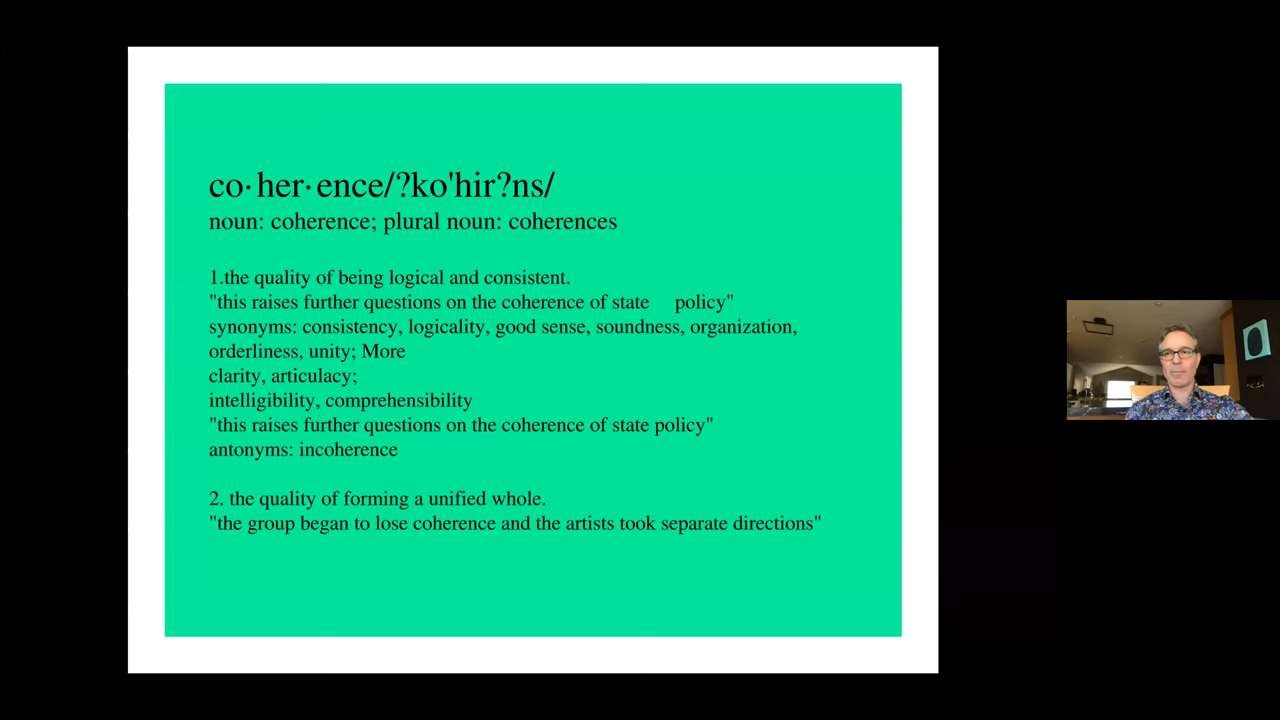 co·her·ence/?ko'hir?ns/
noun: coherence; plural noun: coherences
1.the quality of being logical and consistent.
"this raises further questions on the coherence of state policy"
synonyms: consistency, logicality, good sense, soundness, organization,
orderliness, unity; More
clarity, articulacy;
intelligibility, comprehensibility
"this raises further questions on the coherence of state policy"
antonyms: incoherence
2. the quality of forming a unified whole.
"the group began to lose coherence and the artists took separate directions"